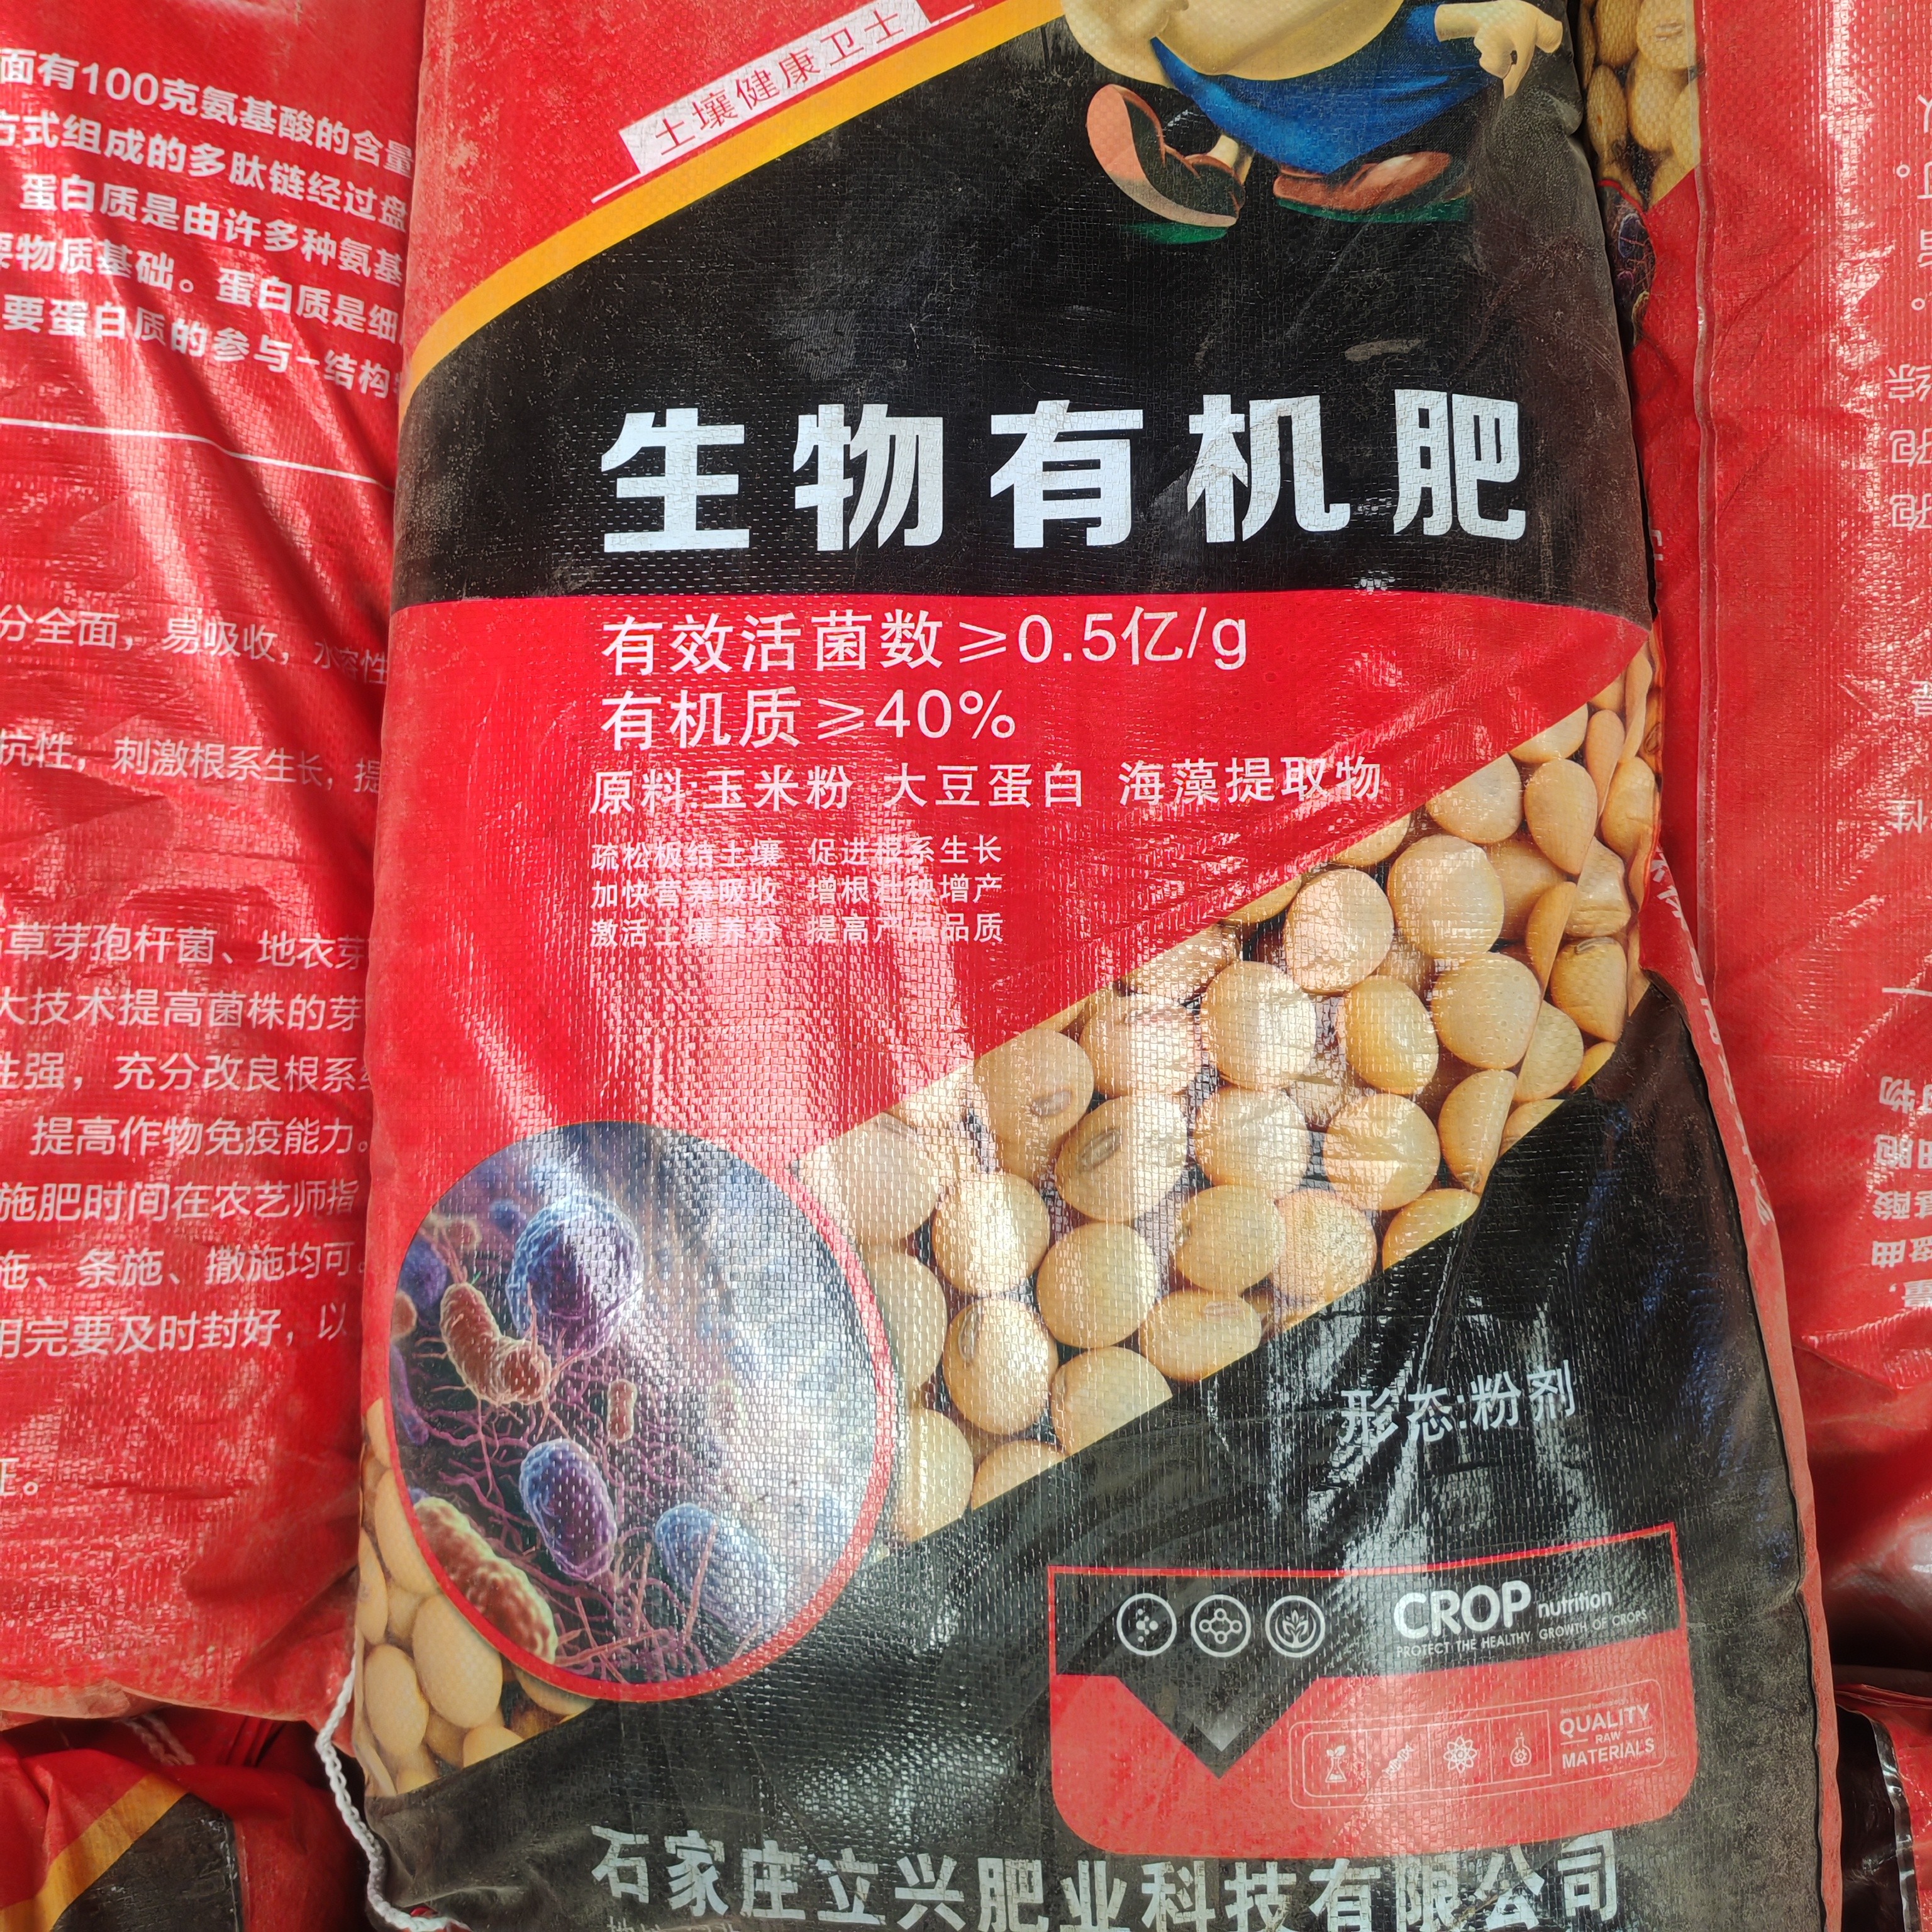 面有100克氨基酸的含量
方式组成的多肽链经过盘
蛋白质是由许多种氨基
要物质基础。蛋白质是细
要蛋白质的参与-结构
分全面，易吸收，水溶性
抗性，刺激根系生长，提
草芽孢杆菌、地衣芽
大技术提高菌株的芽
性强，充分改良根系
提高作物免疫能力。
施肥时间在农艺师指
施、条施、撒施均可。
用完要及时封好，以
证。
土壤健康卫士
生物有机肥
有效活菌数≥0.5亿/g
有机质≥40%
原料:玉米粉 大豆蛋白 海藻提取物
疏松板结土壤 促进根系生长
加快营养吸收 增根壮秧增产
激活土壤养分 提高产品品质
形态:粉剂
CROP nutrition
PROTECT THE HEALTHY GROWTH OF CROPS
QUALITY
RAW
MATERIALS
石家庄立兴肥业科技有限公司